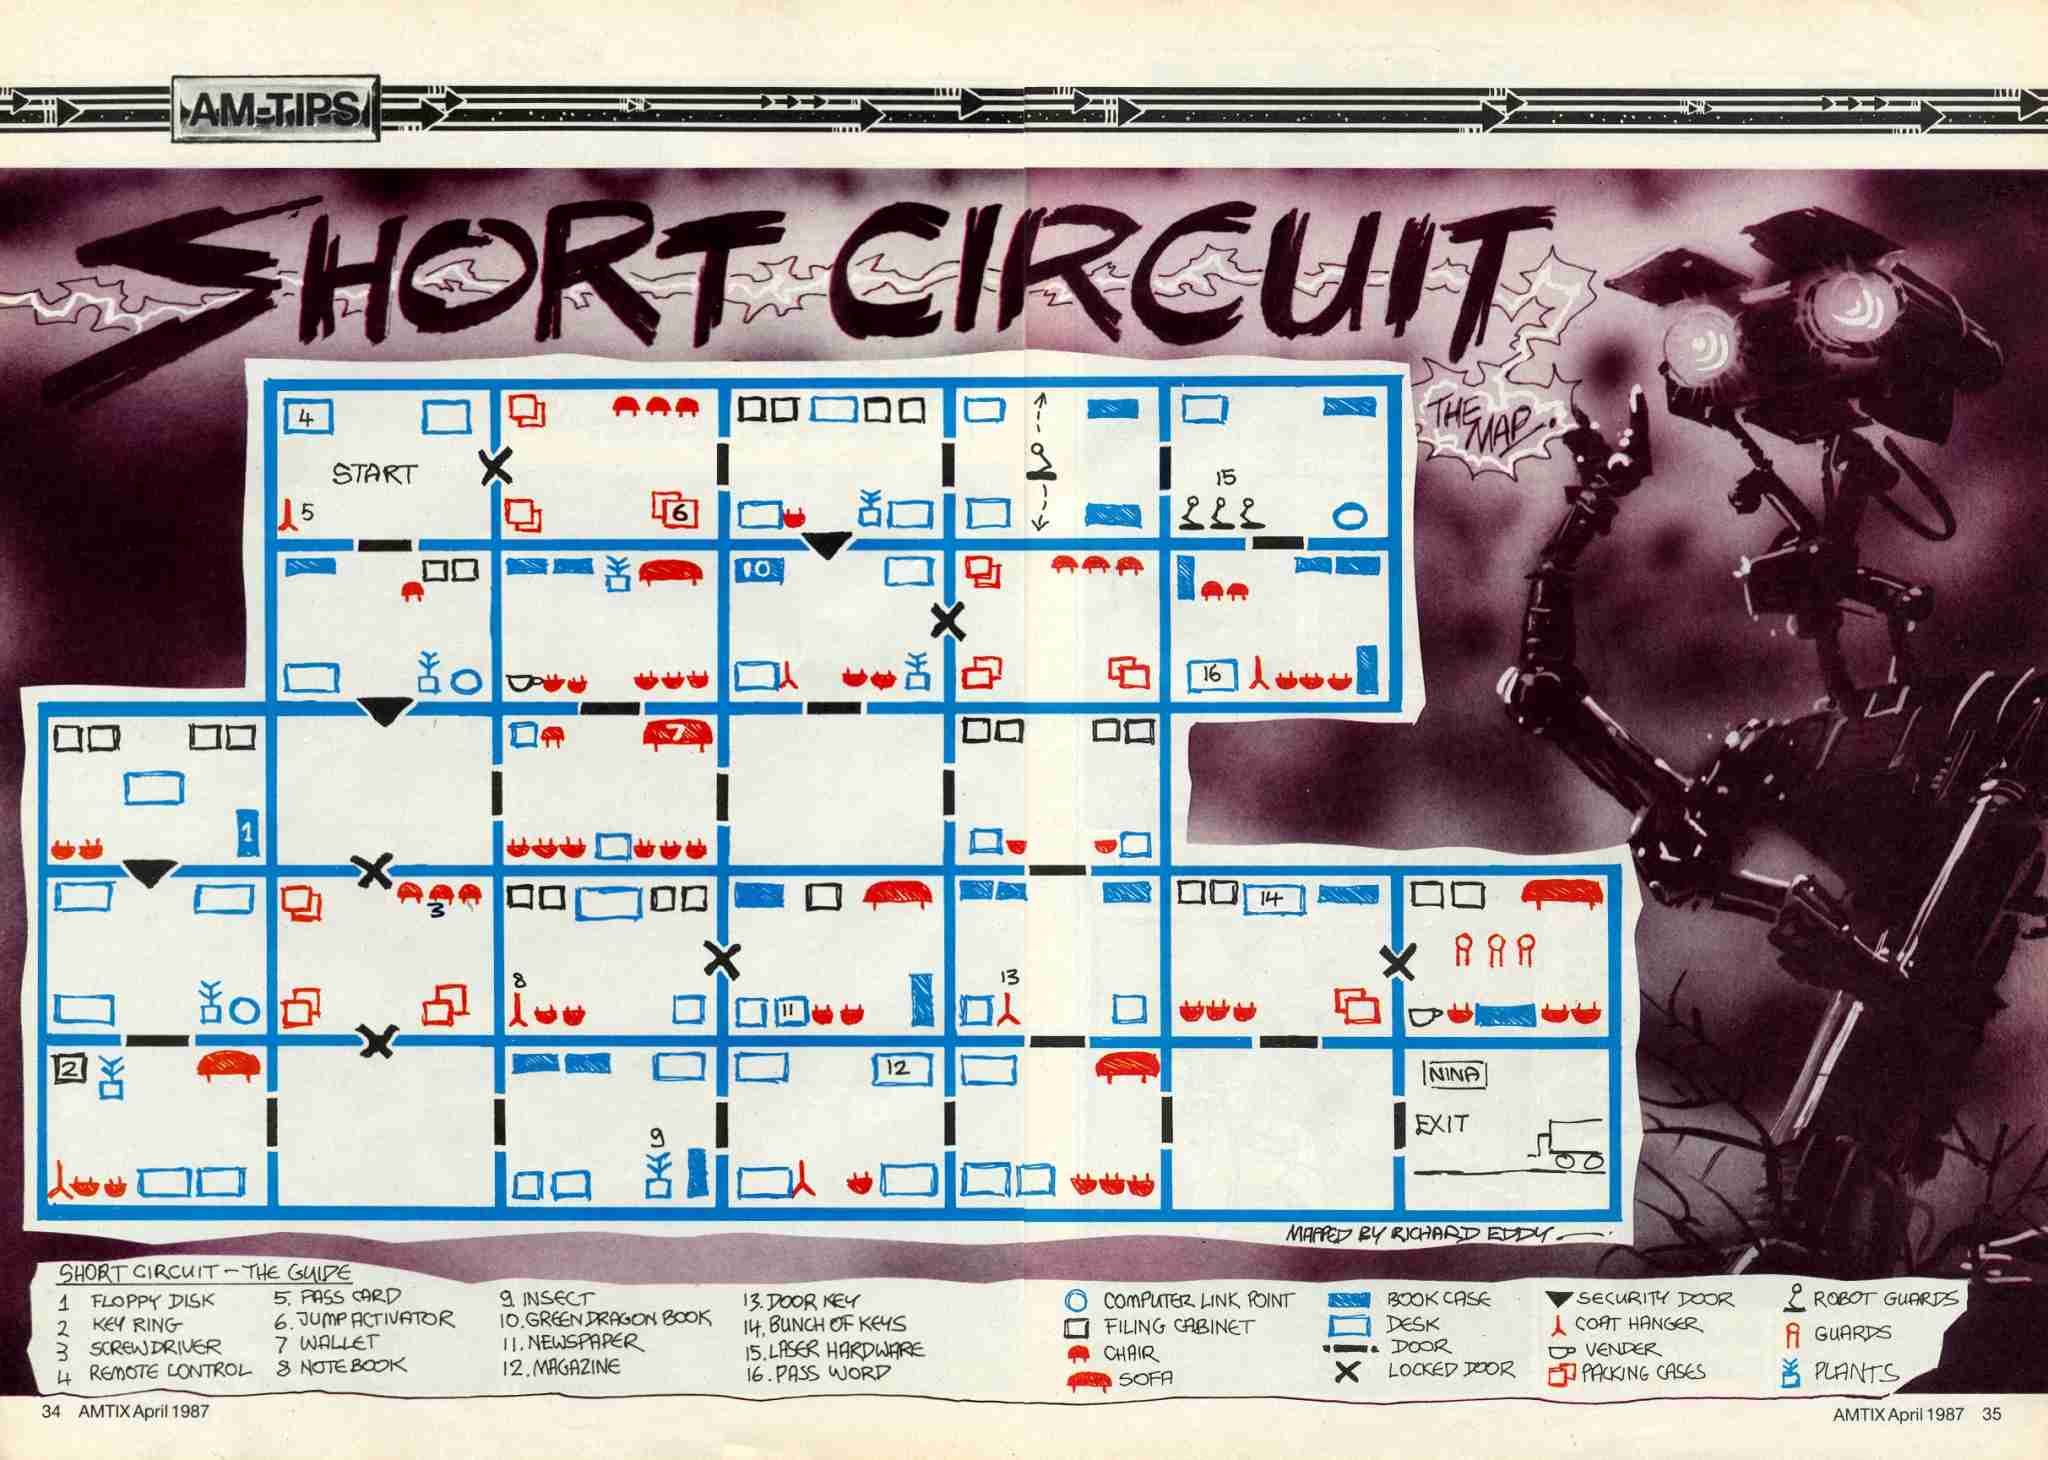 AM-TIPS
SHORT CIRCUIT
THE MAP.
4
START
5
6
15
10
16
7
1
3
14
8
13
11
2
12
NINA
9
EXIT
MAPPED BY RICHARD EDDY
SHORT CIRCUIT - THE GUIDE
1 FLOPPY DISK
2 KEY RING
3 SCREWDRIVER
4 REMOTE CONTROL
5. PASS CARD
6. JUMP ACTIVATOR
7 WALLET
8 NOTEBOOK
9. INSECT
10. GREEN DRAGON BOOK
11. NEWSPAPER
12. MAGAZINE
13. DOOR KEY
14. BUNCH OF KEYS
15. LASER HARDWARE
16. PASS WORD
COMPUTER LINK POINT
FILING CABINET
CHAIR
SOFA
BOOK CASE
DESK
DOOR
LOCKED DOOR
SECURITY DOOR
COAT HANGER
VENDER
PACKING CASES
ROBOT GUARDS
GUARDS
PLANTS
34 AMTIX April 1987
AMTIX April 1987 35